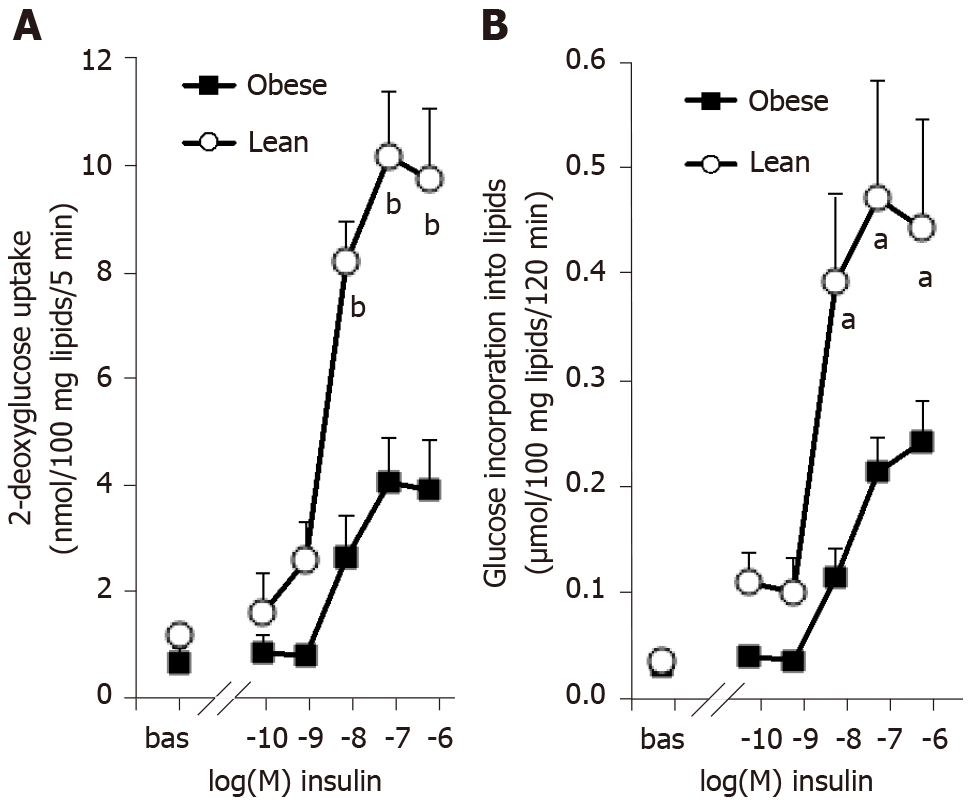 A
2-deoxyglucose uptake
(nmol/100 mg lipids/5 min)
12
10
8
6
4
2
0
Obese
Lean
b
b
b
bas
-10
-9
-8
-7
-6
log(M) insulin
B
Glucose incorporation into lipids
(μmol/100 mg lipids/120 min)
0.6
0.5
0.4
0.3
0.2
0.1
0.0
Obese
Lean
a
a
a
bas
-10
-9
-8
-7
-6
log(M) insulin